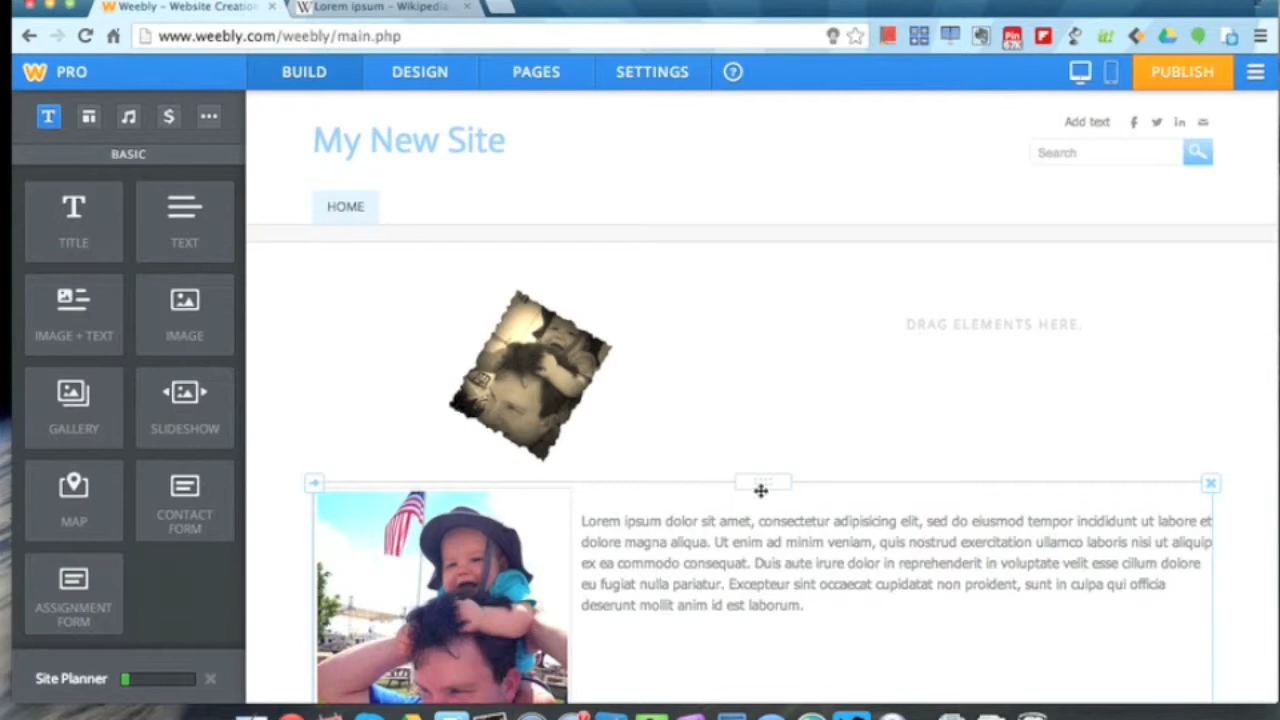 Weebly - Website Creation
Lorem ipsum - Wikipedia
www.weebly.com/weebly/main.php
PRO
BUILD
DESIGN
PAGES
SETTINGS
?
PUBLISH
BASIC
TITLE
TEXT
IMAGE + TEXT
IMAGE
GALLERY
SLIDESHOW
MAP
CONTACT
FORM
ASSIGNMENT
FORM
Site Planner
My New Site
Add text
Search
HOME
DRAG ELEMENTS HERE.
Lorem ipsum dolor sit amet, consectetur adipisicing elit, sed do eiusmod tempor incididunt ut labore et
dolore magna aliqua. Ut enim ad minim veniam, quis nostrud exercitation ullamco laboris nisi ut aliquip
ex ea commodo consequat. Duis aute irure dolor in reprehenderit in voluptate velit esse cillum dolore
eu fugiat nulla pariatur. Excepteur sint occaecat cupidatat non proident, sunt in culpa qui officia
deserunt mollit anim id est laborum.